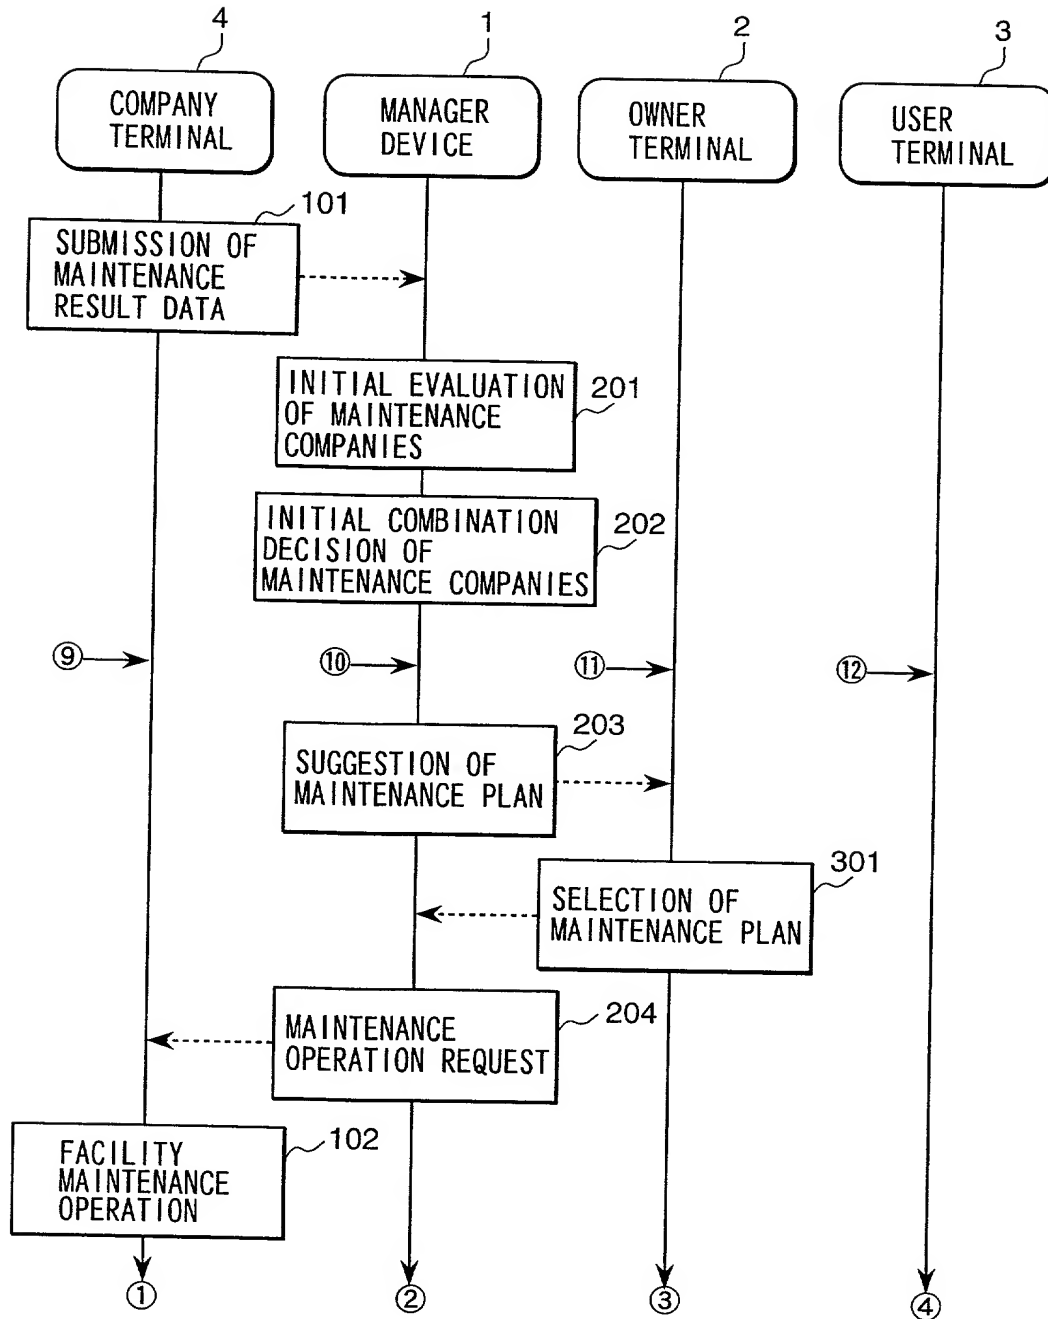 4
1
2
3
COMPANY
TERMINAL
MANAGER
DEVICE
OWNER
TERMINAL
USER
TERMINAL
101
SUBMISSION OF
MAINTENANCE
RESULT DATA
INITIAL EVALUATION
OF MAINTENANCE
COMPANIES
201
INITIAL COMBINATION
DECISION OF
MAINTENANCE COMPANIES
202
⑨
⑩
⑪
⑫
203
SUGGESTION OF
MAINTENANCE PLAN
301
SELECTION OF
MAINTENANCE PLAN
204
MAINTENANCE
OPERATION REQUEST
102
FACILITY
MAINTENANCE
OPERATION
①
②
③
④